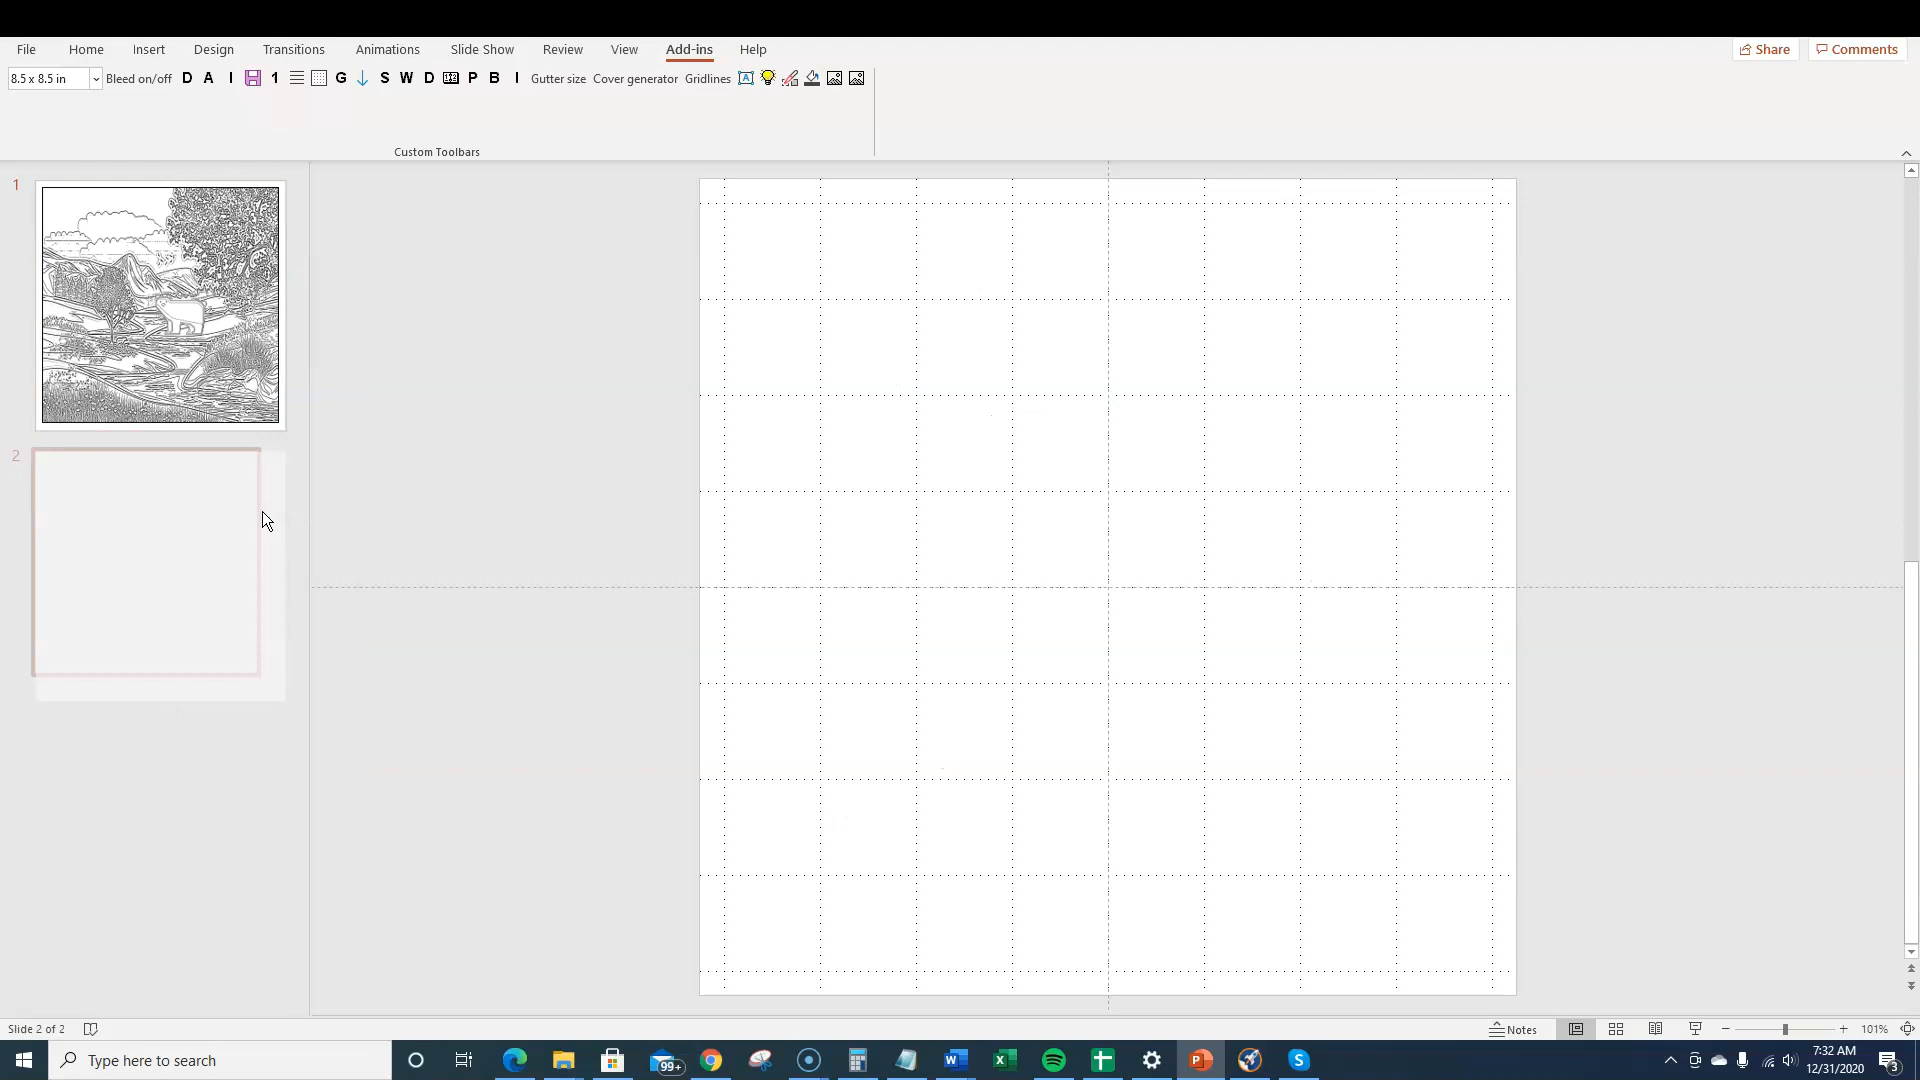 File Home Insert Design Transitions Animations Slide Show Review View Add-ins Help Share Comments
8.5 x 8.5 in Bleed on/off D A I 1 G S W D P B I Gutter size Cover generator Gridlines A
Custom Toolbars
1
2
Slide 2 of 2 Notes 101%
Type here to search 99+ 7:32 AM
12/31/2020 3